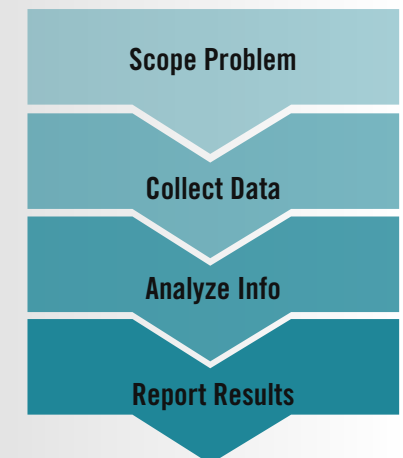 Scope Problem
Collect Data
Analyze Info
Report Results